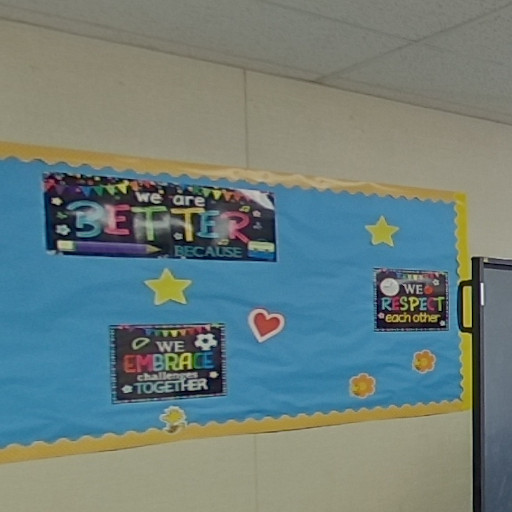 we are
BETTER
BECAUSE
WE
RESPECT
each other
WE
EMBRACE
challenges
TOGETHER